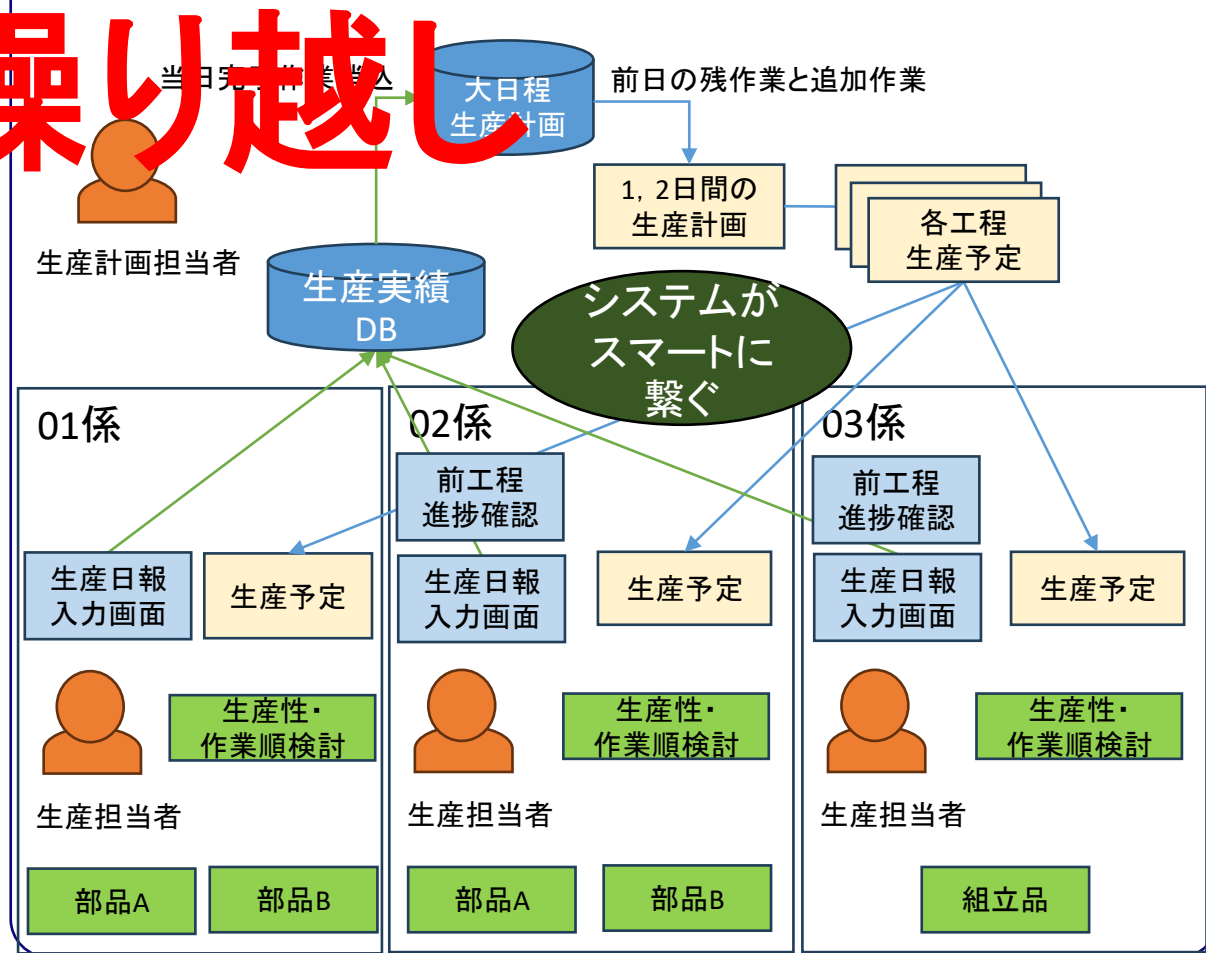 繰り越し
当日完了作業消込
大日程
生産計画
前日の残作業と追加作業
1, 2日間の
生産計画
各工程
生産予定
生産計画担当者
生産実績
DB
システムが
スマートに
繋ぐ
01係
02係
03係
前工程
進捗確認
前工程
進捗確認
生産日報
入力画面
生産予定
生産日報
入力画面
生産予定
生産日報
入力画面
生産予定
生産性・
作業順検討
生産性・
作業順検討
生産性・
作業順検討
生産担当者
生産担当者
生産担当者
部品A
部品B
部品A
部品B
組立品